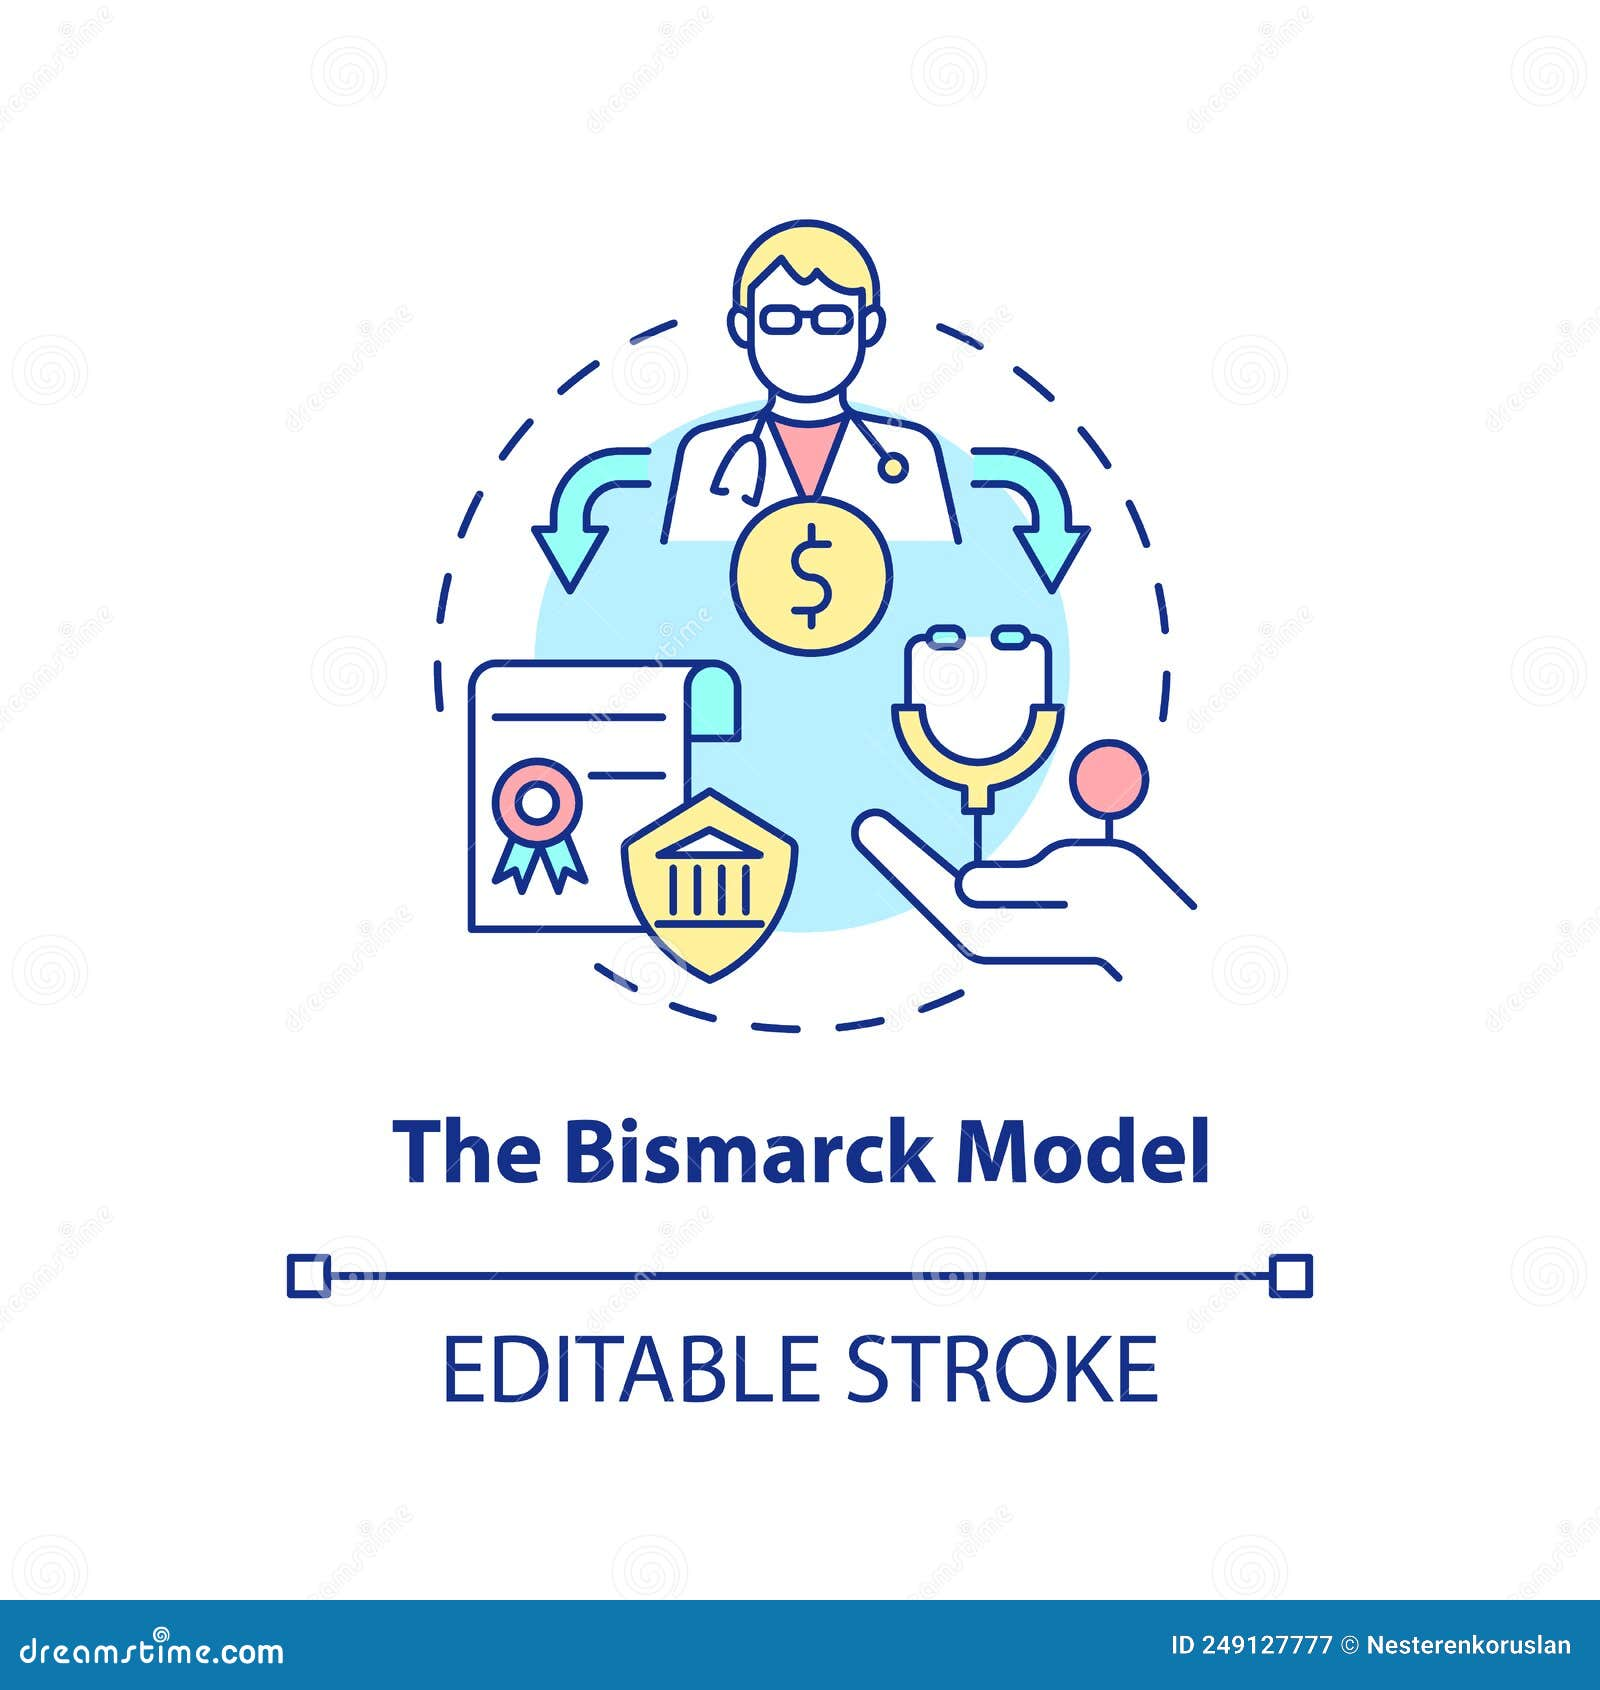 $
The Bismarck Model
EDITABLE STROKE
dreamstime.com
ID 249127777 © Nesterenkoruslan